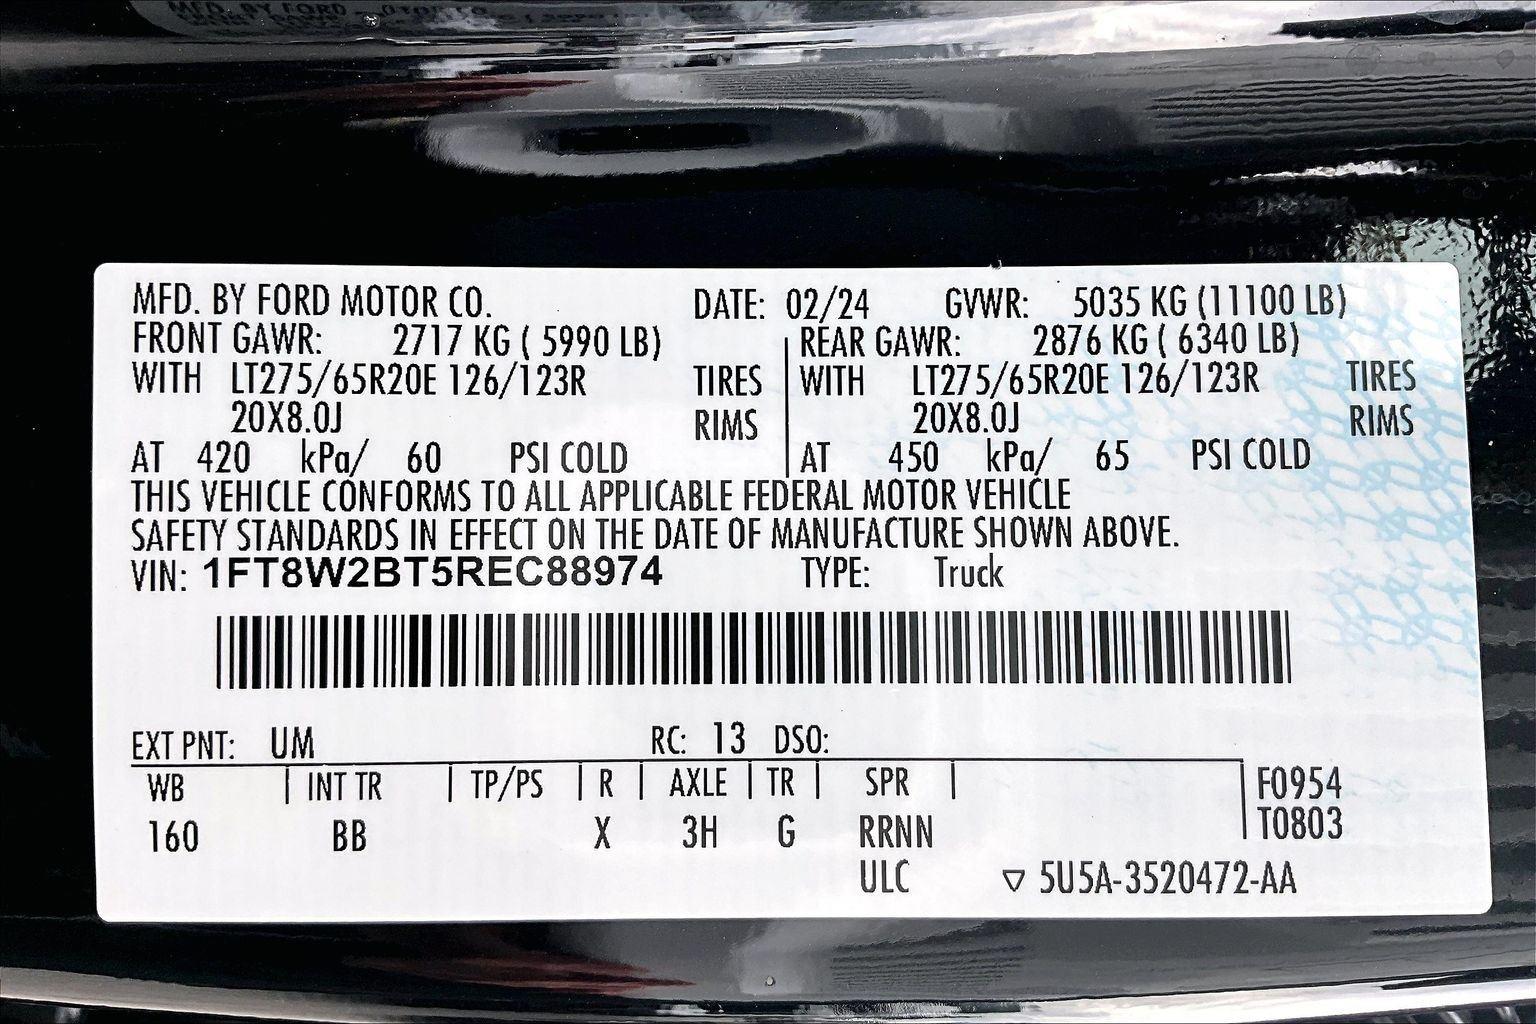 MFD. BY FORD MOTOR CO. DATE: 02/24 GVWR: 5035 KG (11100 LB)
FRONT GAWR: 2717 KG ( 5990 LB) REAR GAWR: 2876 KG ( 6340 LB)
WITH LT275/65R20E 126/123R TIRES WITH LT275/65R20E 126/123R TIRES
20X8.0J RIMS 20X8.0J RIMS
AT 420 kPa/ 60 PSI COLD AT 450 kPa/ 65 PSI COLD
THIS VEHICLE CONFORMS TO ALL APPLICABLE FEDERAL MOTOR VEHICLE
SAFETY STANDARDS IN EFFECT ON THE DATE OF MANUFACTURE SHOWN ABOVE.
VIN: 1FT8W2BT5REC88974 TYPE: Truck
EXT PNT: UM RC: 13 DSO:
WB | INT TR | TP/PS | R | AXLE | TR | SPR | F0954
160 BB X 3H G RRNN T0803
ULC ▽ 5U5A-3520472-AA